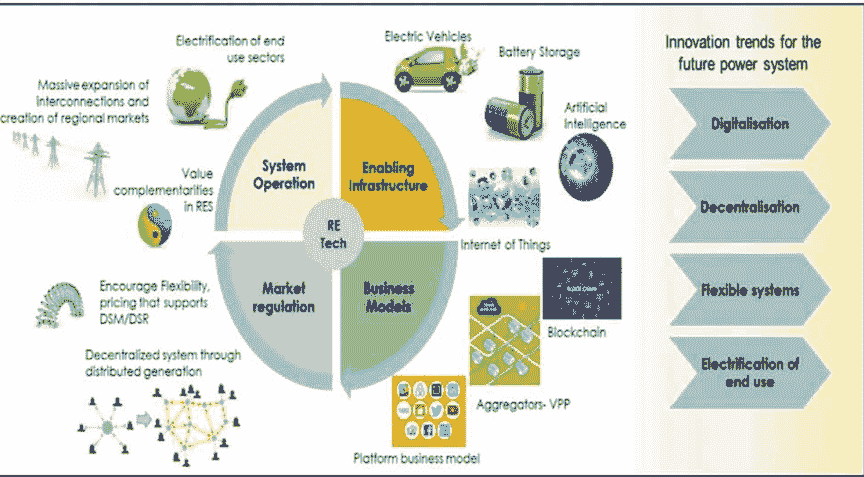 Electrification of end
use sectors
Massive expansion of
Interconnections and
creation of regional markets
Value
complementarities
in RES
Encourage Flexibility,
pricing that supports
DSM/DSR
Decentralized system through
distributed generation
System
Operation
Enabling
Infrastructure
RE
Tech
Market
regulation
Business
Models
Electric Vehicles
Battery Storage
Artificial
Intelligence
Internet of Things
Blockchain
Aggregators- VPP
Platform business model
Innovation trends for the
future power system
Digitalisation
Decentralisation
Flexible systems
Electrification of
end use